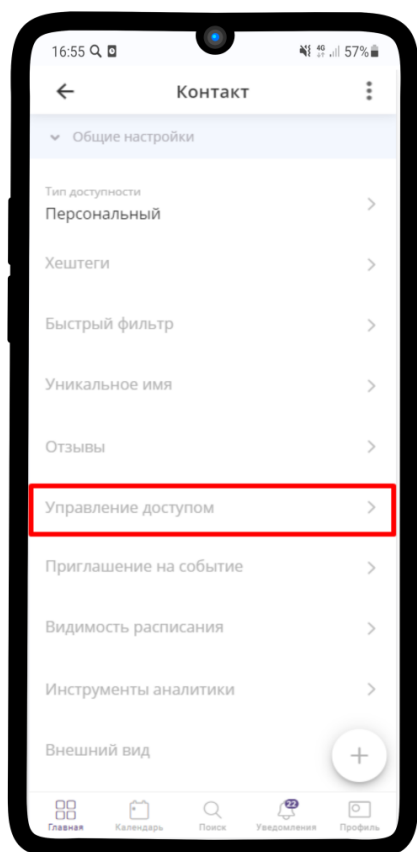 16:55 4G 57%
Контакт
Общие настройки
Тип доступности
Персональный
Хештеги
Быстрый фильтр
Уникальное имя
Отзывы
Управление доступом
Приглашение на событие
Видимость расписания
Инструменты аналитики
Внешний вид
+
22
Главная Календарь Поиск Уведомления Профиль